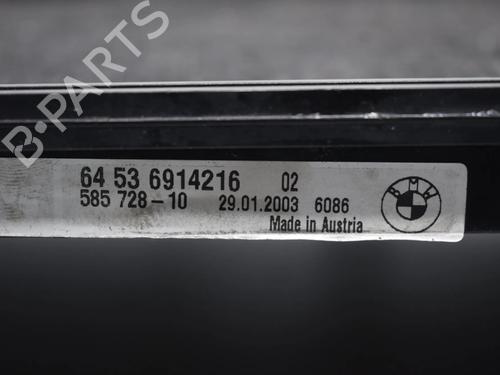 B-PARTS
64 53 6914216 02
585 728-10 29.01.2003 6086
Made in Austria
BMW